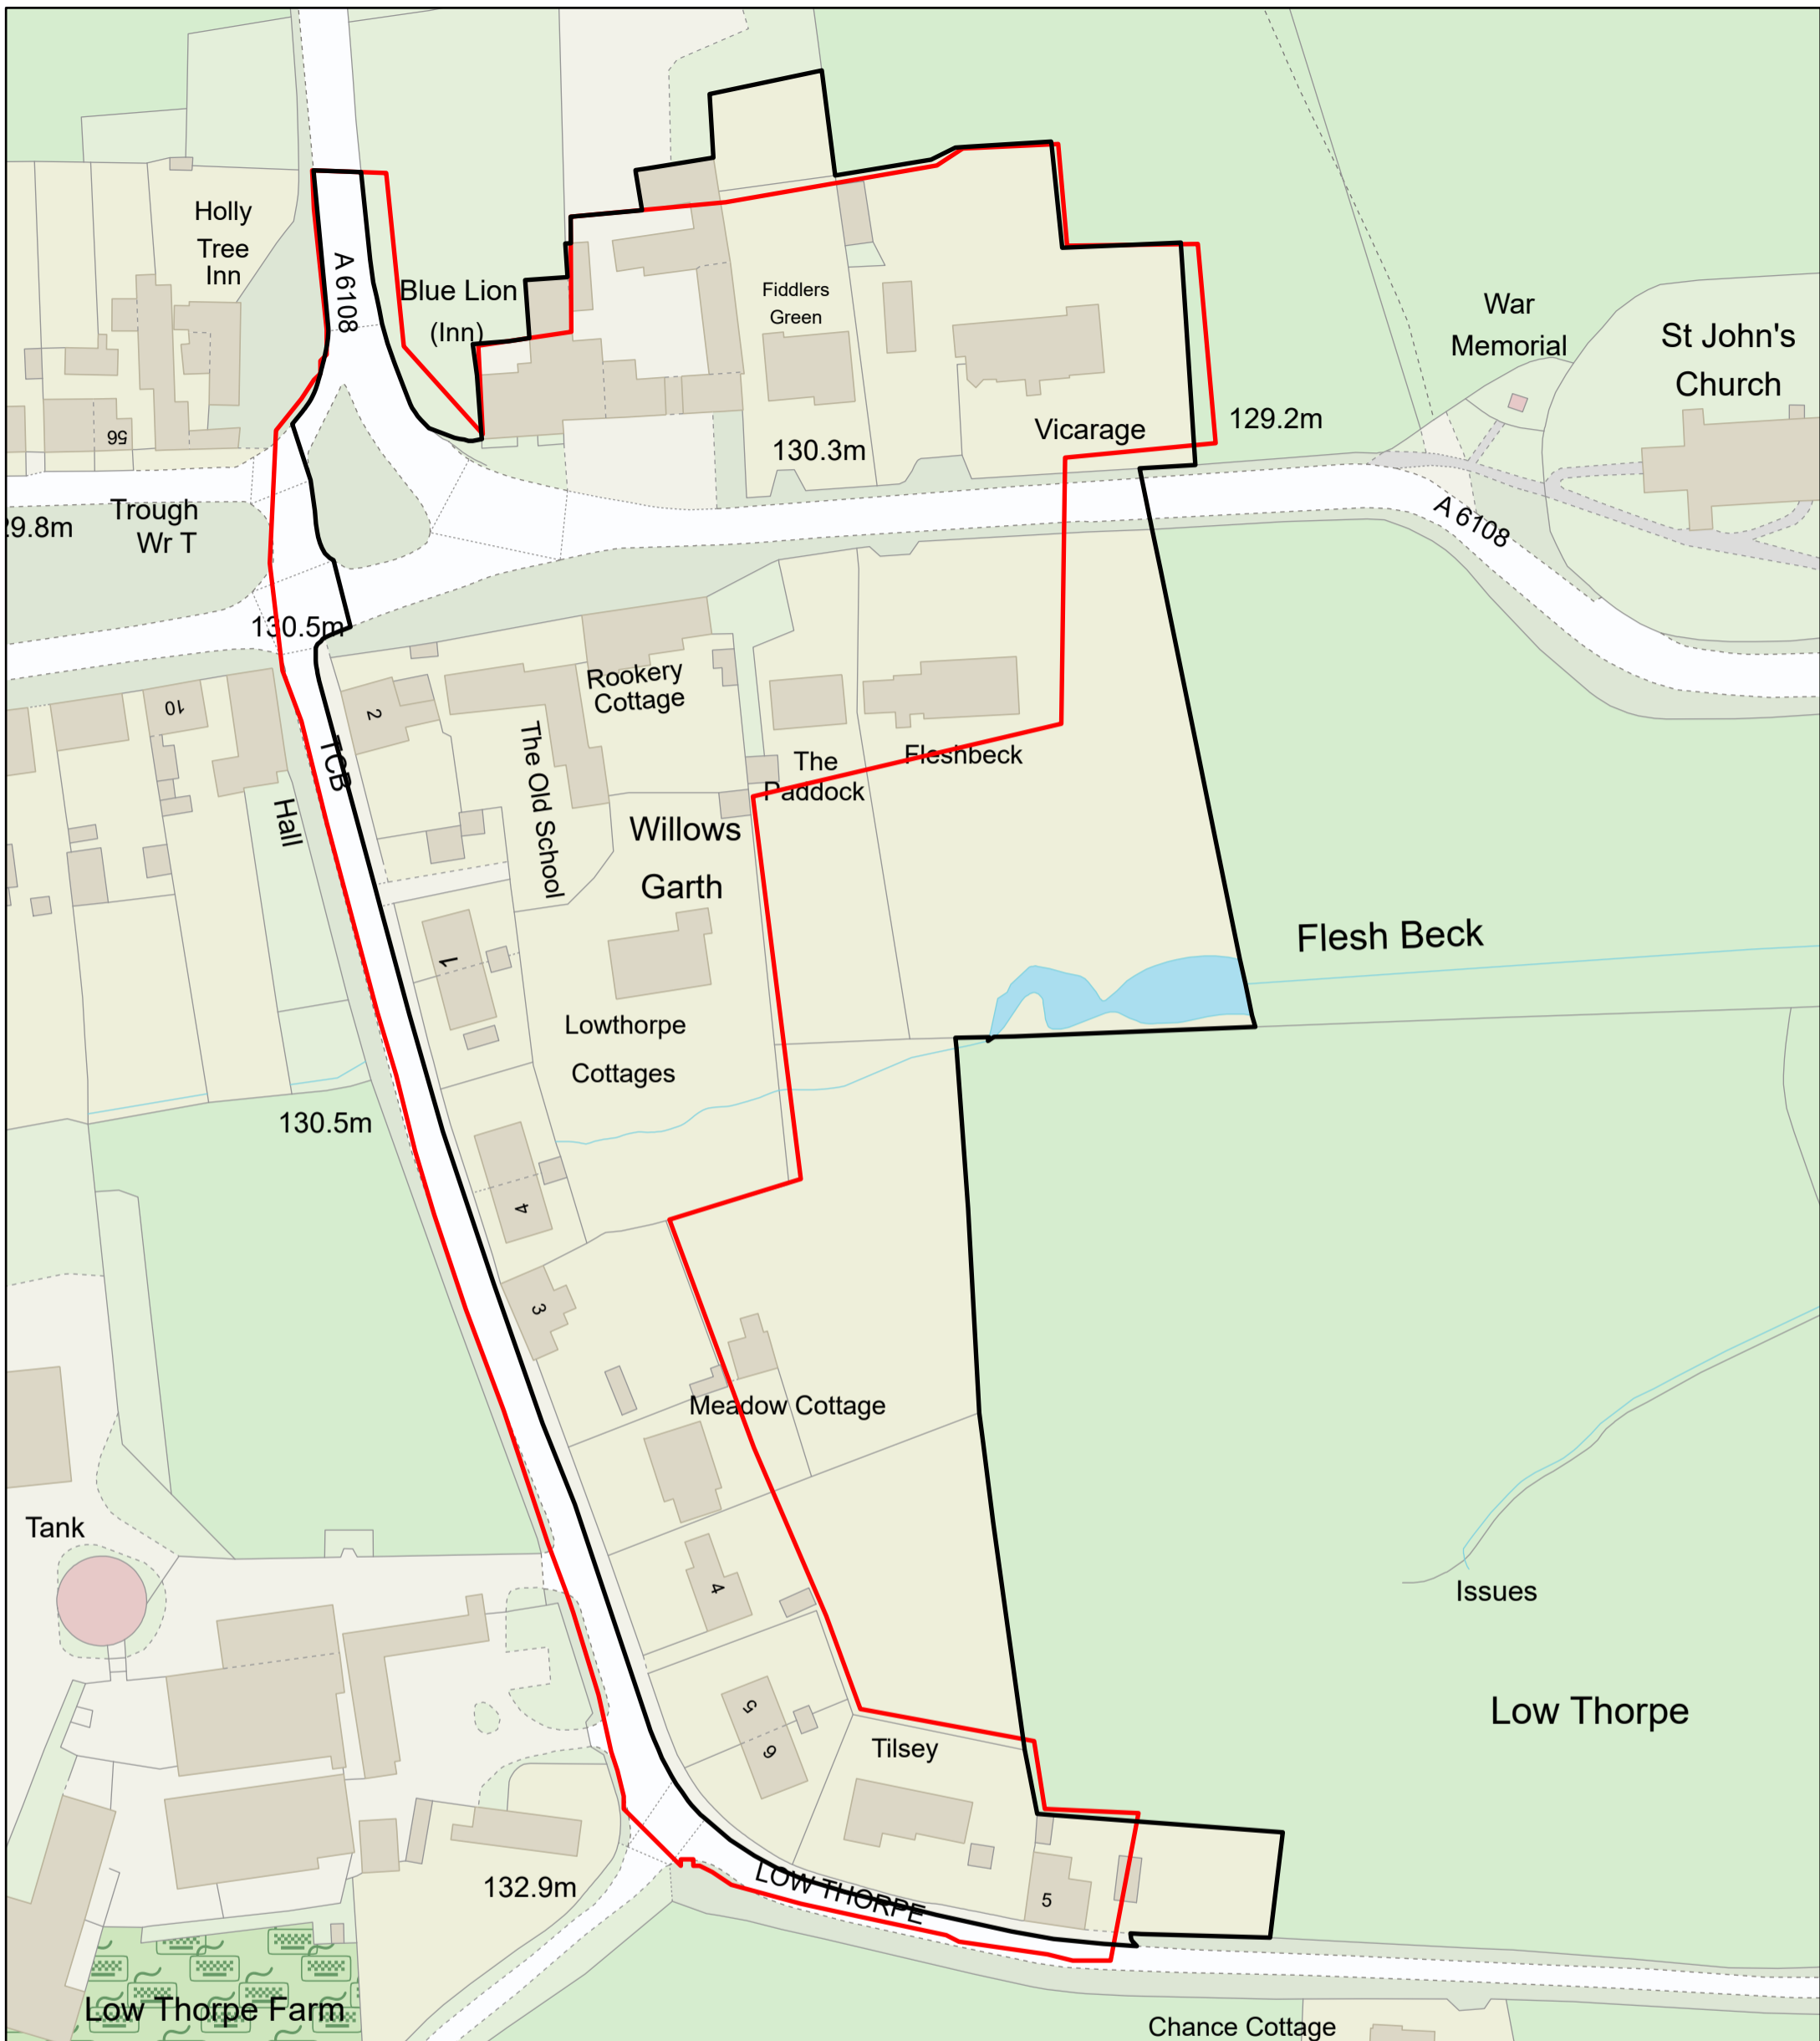 Holly
Tree
Inn
A 6108
Blue Lion
(Inn)
Fiddlers
Green
War
Memorial
St John's
Church
56
130.3m
Vicarage
129.2m
Trough
Wr T
29.8m
A 6108
130.5m
10
2
Rookery
Cottage
TCB
The Old School
The
Paddock
Fleshbeck
Hall
Willows
Garth
1
Flesh Beck
Lowthorpe
Cottages
130.5m
4
3
Meadow Cottage
Tank
4
Issues
5
6
Tilsey
Low Thorpe
132.9m
LOW THORPE
5
Low Thorpe Farm
Chance Cottage